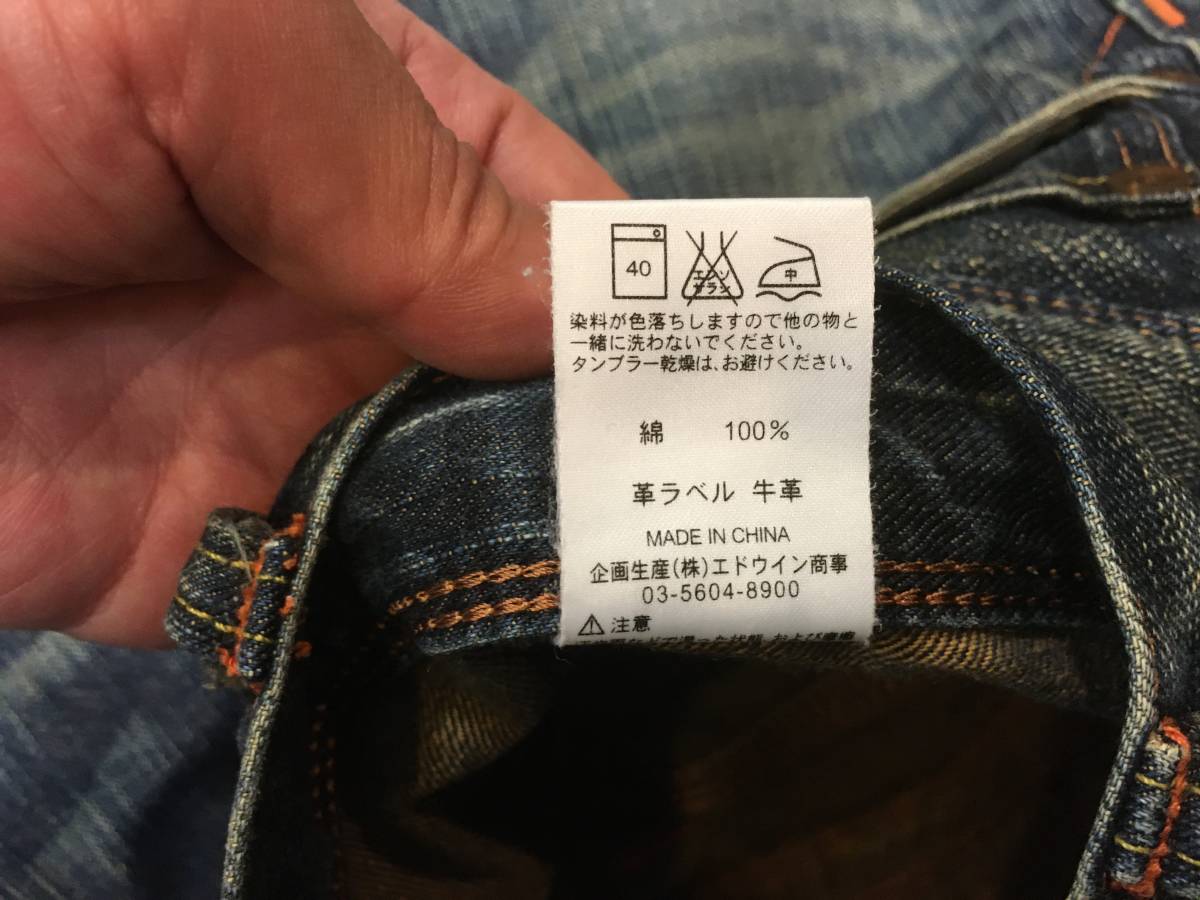 40 エンソ 中
サラシ
染料が色落ちしますので他の物と
一緒に洗わないでください。
タンブラー乾燥は、お避けください。
綿 100%
革ラベル 牛革
MADE IN CHINA
企画生産(株)エドウイン商事
03-5604-8900
⚠注意